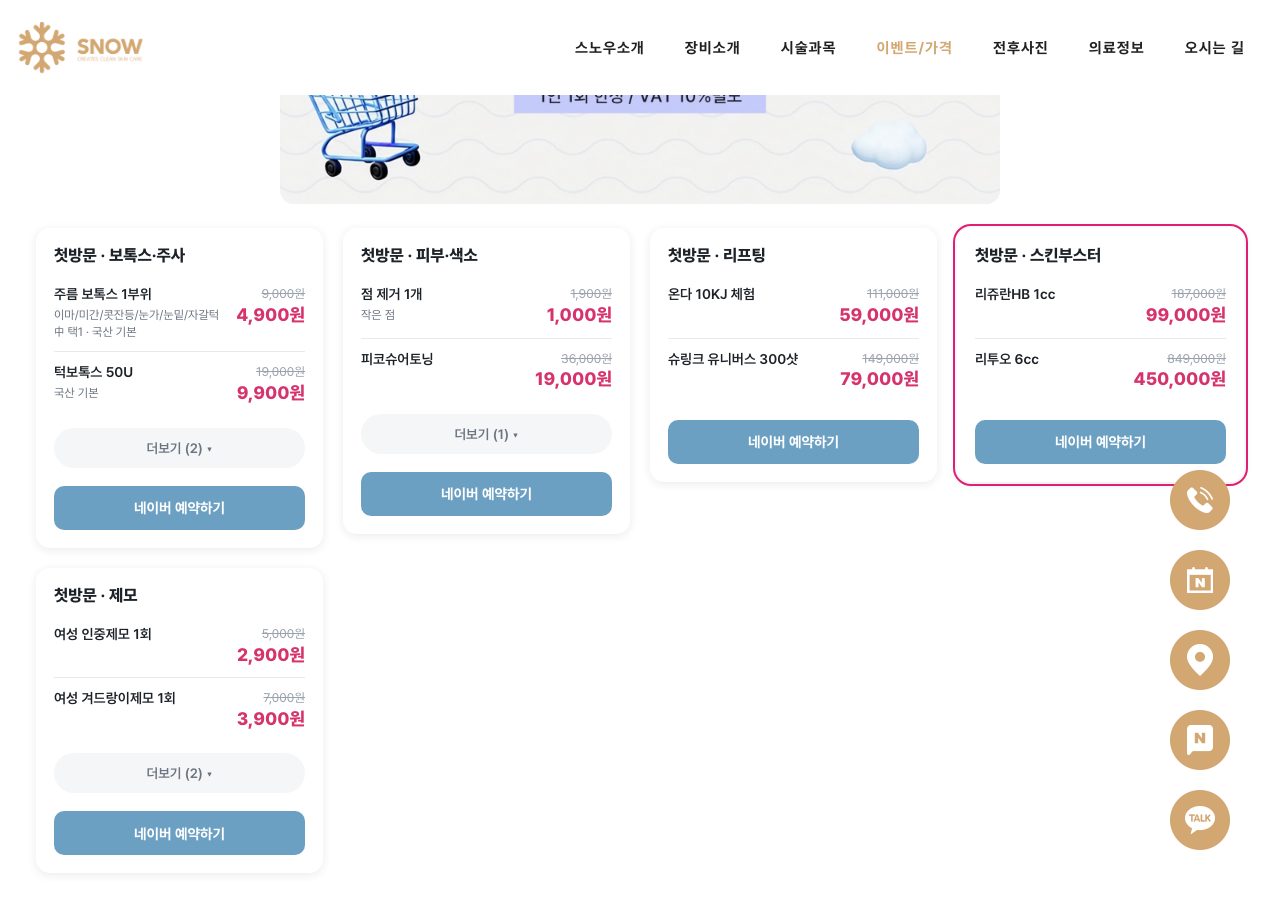 SNOW
CREATES CLEAN SKIN CARE
스노우소개
장비소개
시술과목
이벤트/가격
전후사진
의료정보
오시는 길
1인 1회 한정 / VAT 10%별도
첫방문 · 보톡스·주사
주름 보톡스 1부위
9,000원
이마/미간/콧잔등/눈가/눈밑/자갈턱
中 택1 · 국산 기본
4,900원
턱보톡스 50U
19,000원
국산 기본
9,900원
더보기 (2) ▾
네이버 예약하기
첫방문 · 피부·색소
점 제거 1개
1,900원
작은 점
1,000원
피코슈어토닝
36,000원
19,000원
더보기 (1) ▾
네이버 예약하기
첫방문 · 리프팅
온다 10KJ 체험
111,000원
59,000원
슈링크 유니버스 300샷
149,000원
79,000원
네이버 예약하기
첫방문 · 스킨부스터
리쥬란HB 1cc
187,000원
99,000원
리투오 6cc
849,000원
450,000원
네이버 예약하기
첫방문 · 제모
여성 인중제모 1회
5,000원
2,900원
여성 겨드랑이제모 1회
7,000원
3,900원
더보기 (2) ▾
네이버 예약하기
N
N
TALK